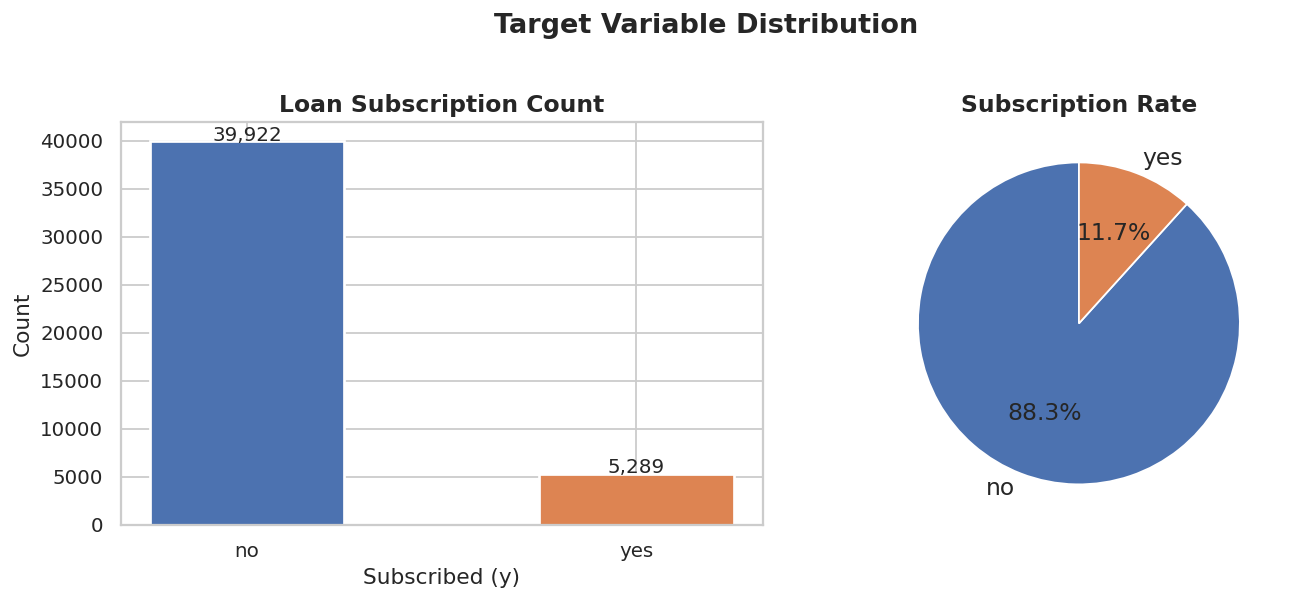 Target Variable Distribution
Loan Subscription Count
Count
40000
35000
30000
25000
20000
15000
10000
5000
0
39,922
5,289
no
yes
Subscribed (y)
Subscription Rate
yes
11.7%
88.3%
no